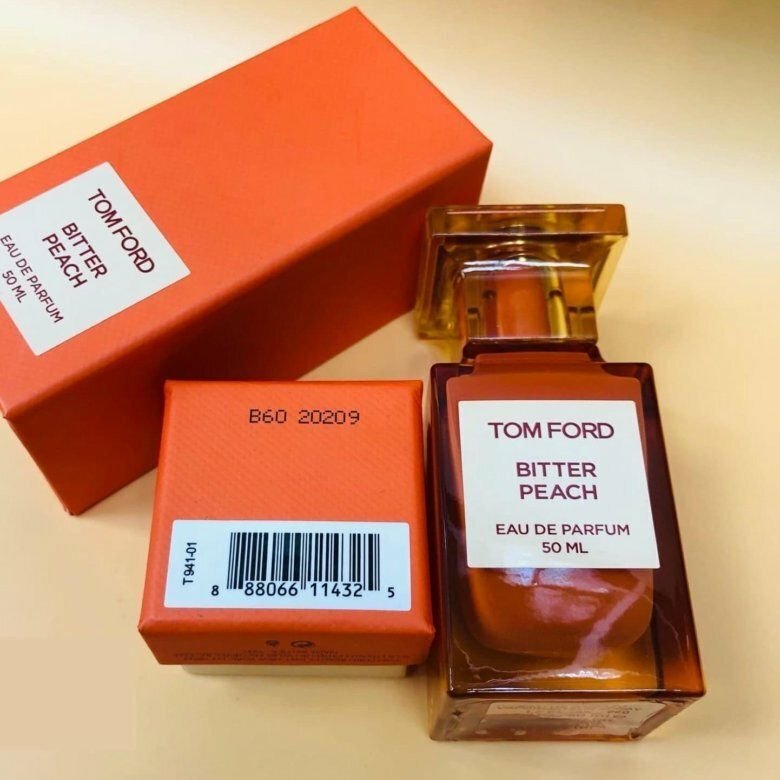 TOM FORD
BITTER
PEACH
EAU DE PARFUM
50 ML
B60 20209
T941-01
8 88066 11432 5
TOM FORD
BITTER
PEACH
EAU DE PARFUM
50 ML